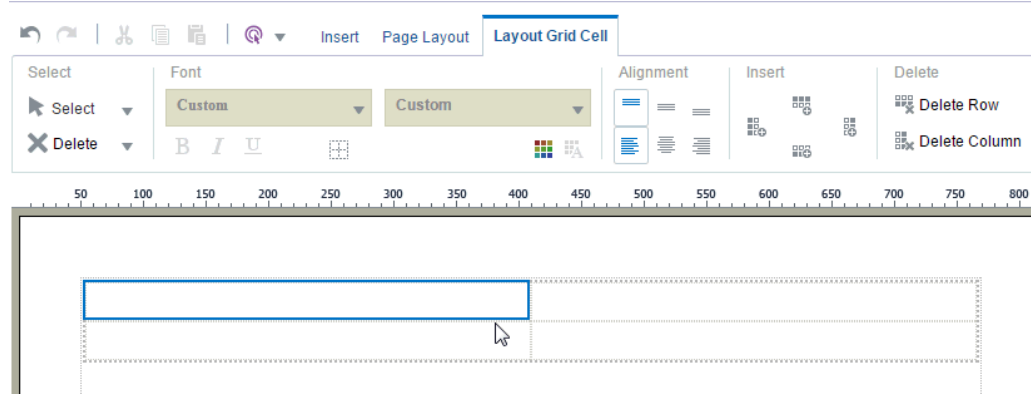 Insert Page Layout Layout Grid Cell
Select Font Alignment Insert Delete
Select Custom Custom Delete Row
Delete B I U A Delete Column
50 100 150 200 250 300 350 400 450 500 550 600 650 700 750 800